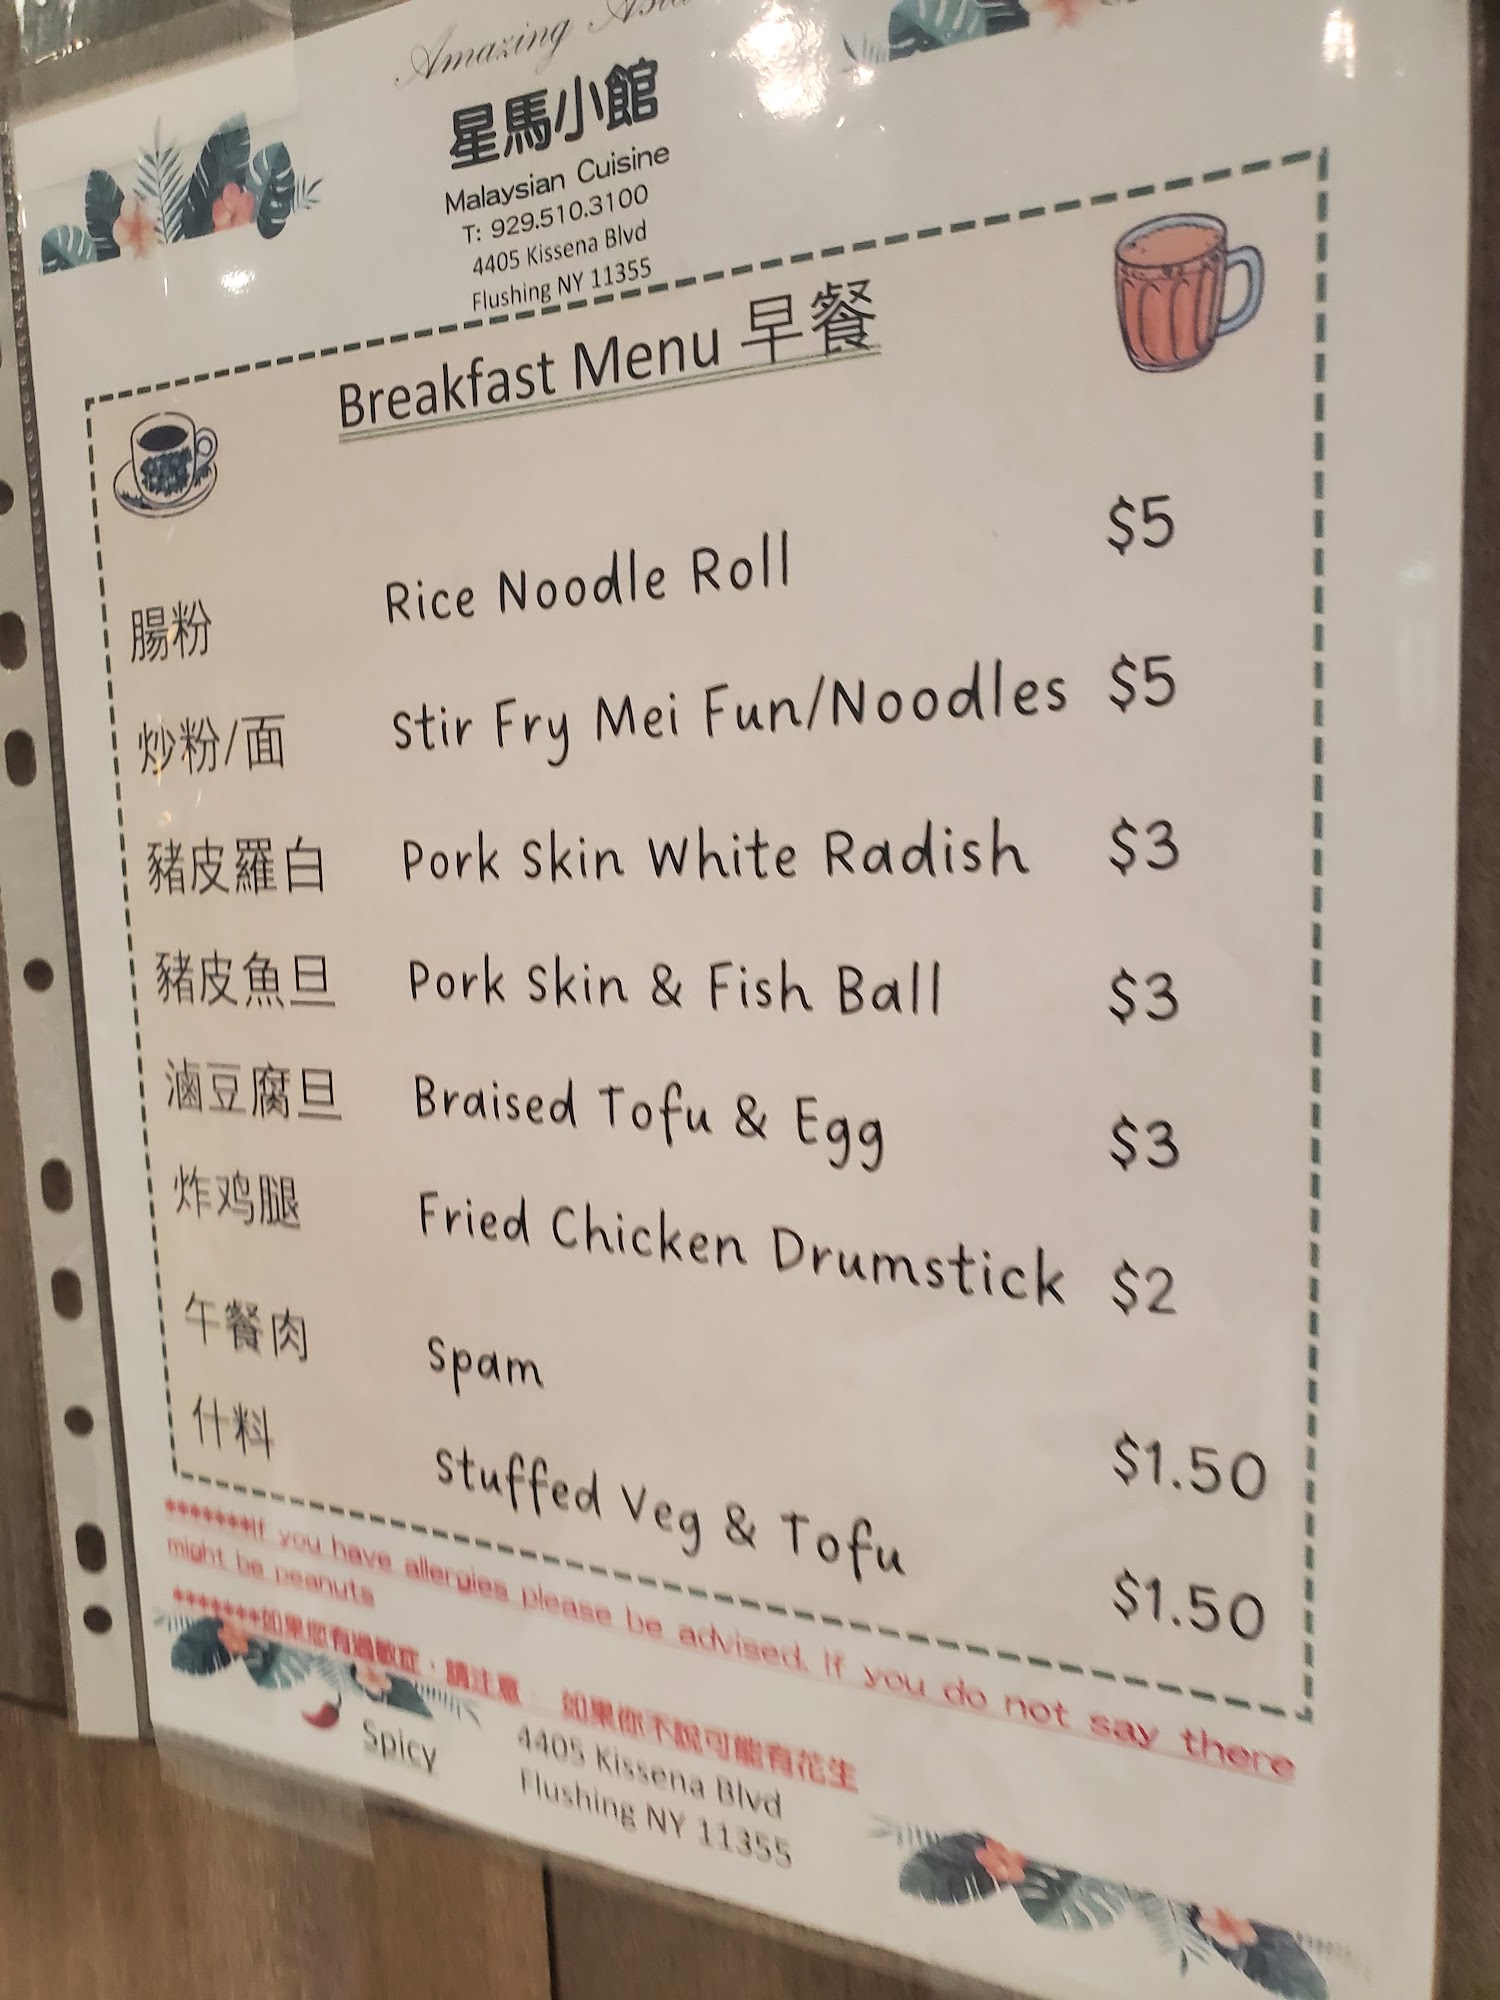 Amazing
星馬小館
Malaysian Cuisine
T: 929.510.3100
4405 Kissena Blvd
Flushing NY 11355
Breakfast Menu 早餐
腸粉 Rice Noodle Roll $5
炒粉/面 Stir Fry Mei Fun/Noodles $5
豬皮羅白 Pork Skin White Radish $3
豬皮魚旦 Pork Skin & Fish Ball $3
滷豆腐旦 Braised Tofu & Egg $3
炸鸡腿 Fried Chicken Drumstick $2
午餐肉 Spam $1.50
什料 Stuffed Veg & Tofu $1.50
*******If you have allergies please be advised. If you do not say there
might be peanuts
*******如果您有過敏症，請注意 如果你不說可能有花生
Spicy
4405 Kissena Blvd
Flushing NY 11355